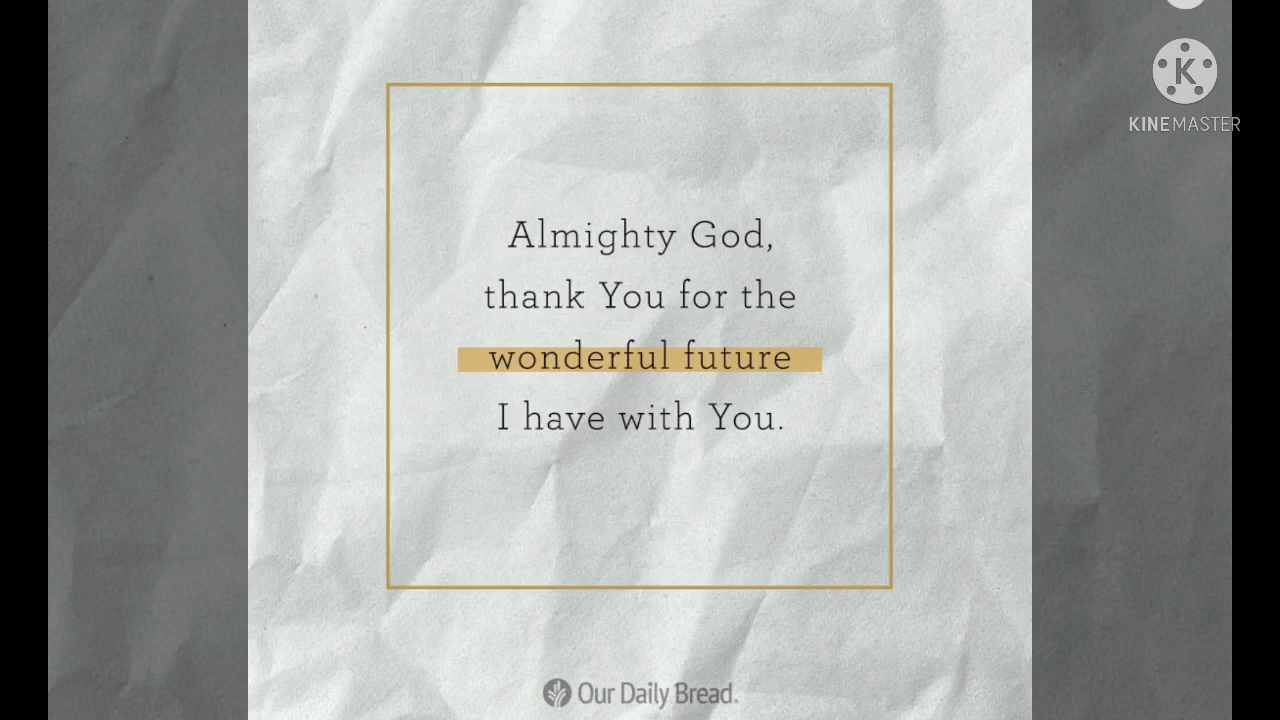 KINEMASTER
Almighty God,
thank You for the
wonderful future
I have with You.
Our Daily Bread.